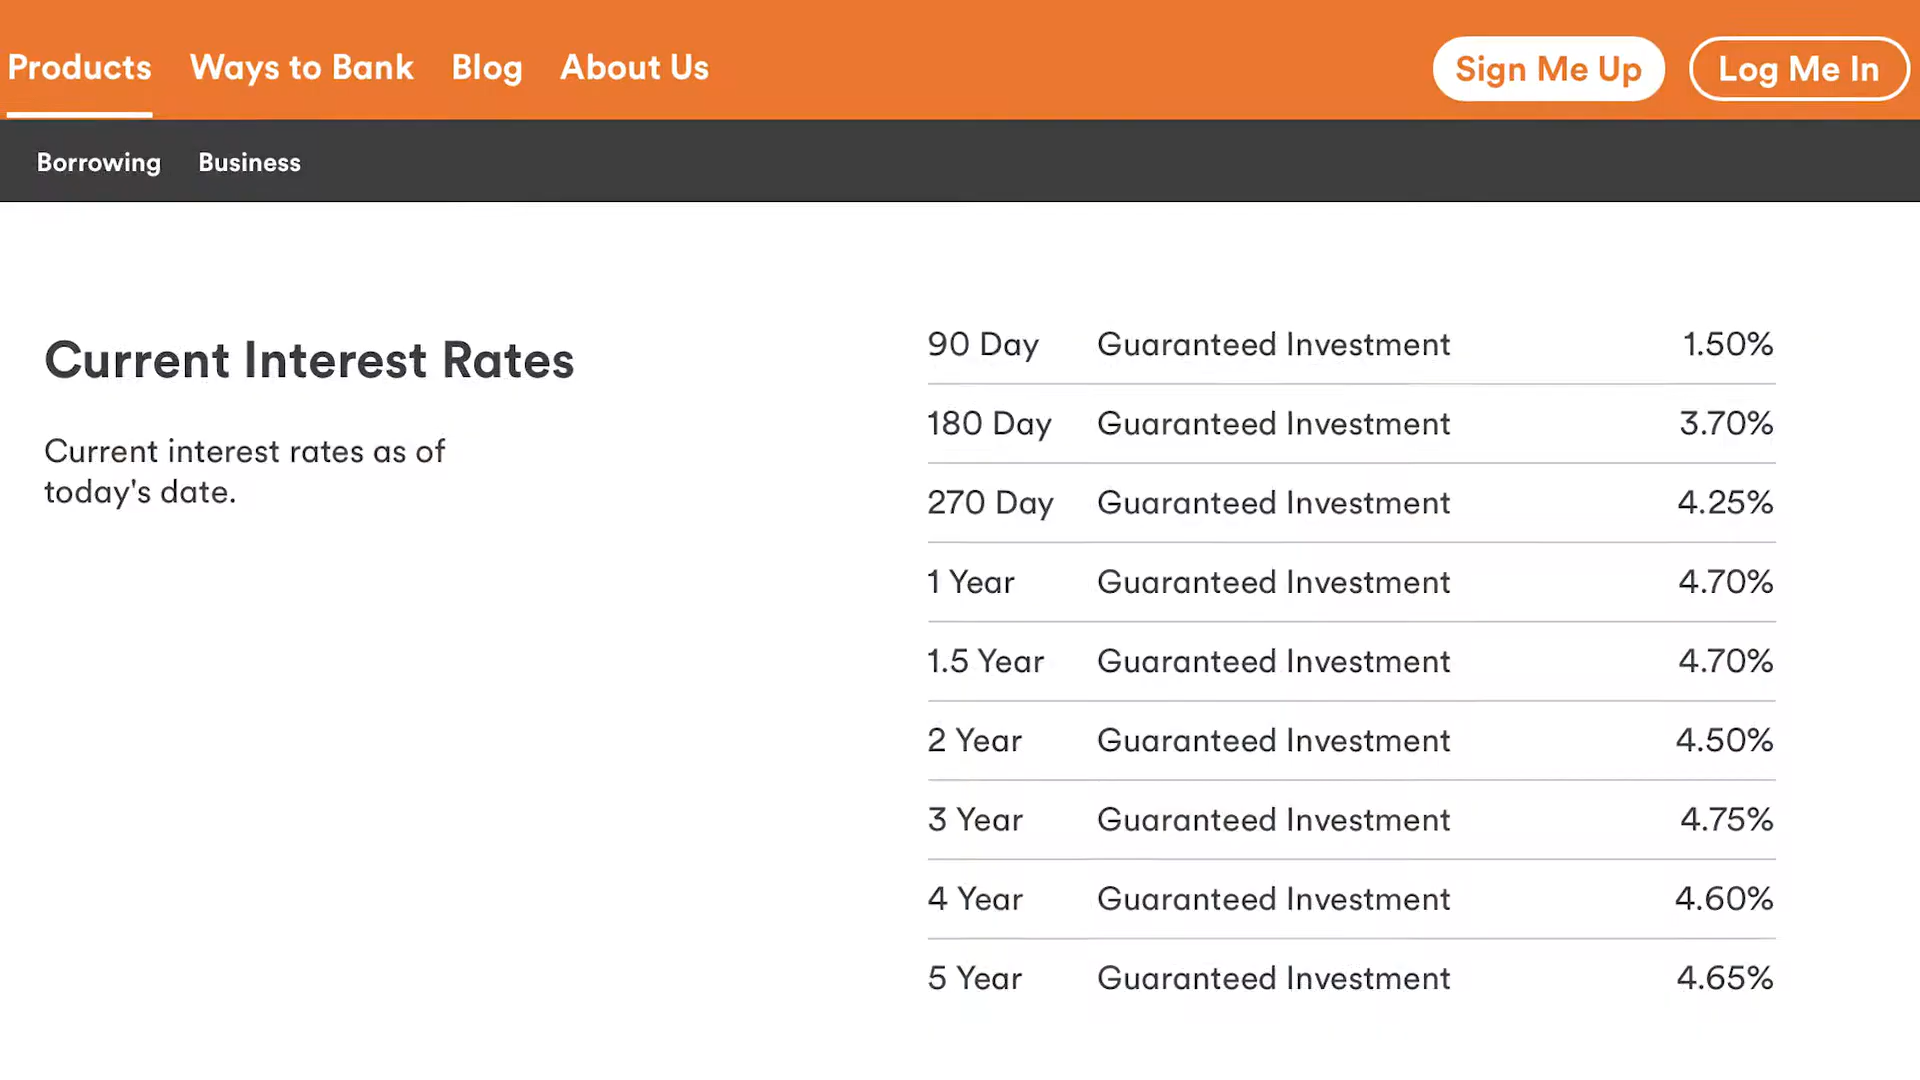 Products Ways to Bank Blog About Us Sign Me Up Log Me In
Borrowing Business
Current Interest Rates
Current interest rates as of
today's date.
90 Day Guaranteed Investment 1.50%
180 Day Guaranteed Investment 3.70%
270 Day Guaranteed Investment 4.25%
1 Year Guaranteed Investment 4.70%
1.5 Year Guaranteed Investment 4.70%
2 Year Guaranteed Investment 4.50%
3 Year Guaranteed Investment 4.75%
4 Year Guaranteed Investment 4.60%
5 Year Guaranteed Investment 4.65%